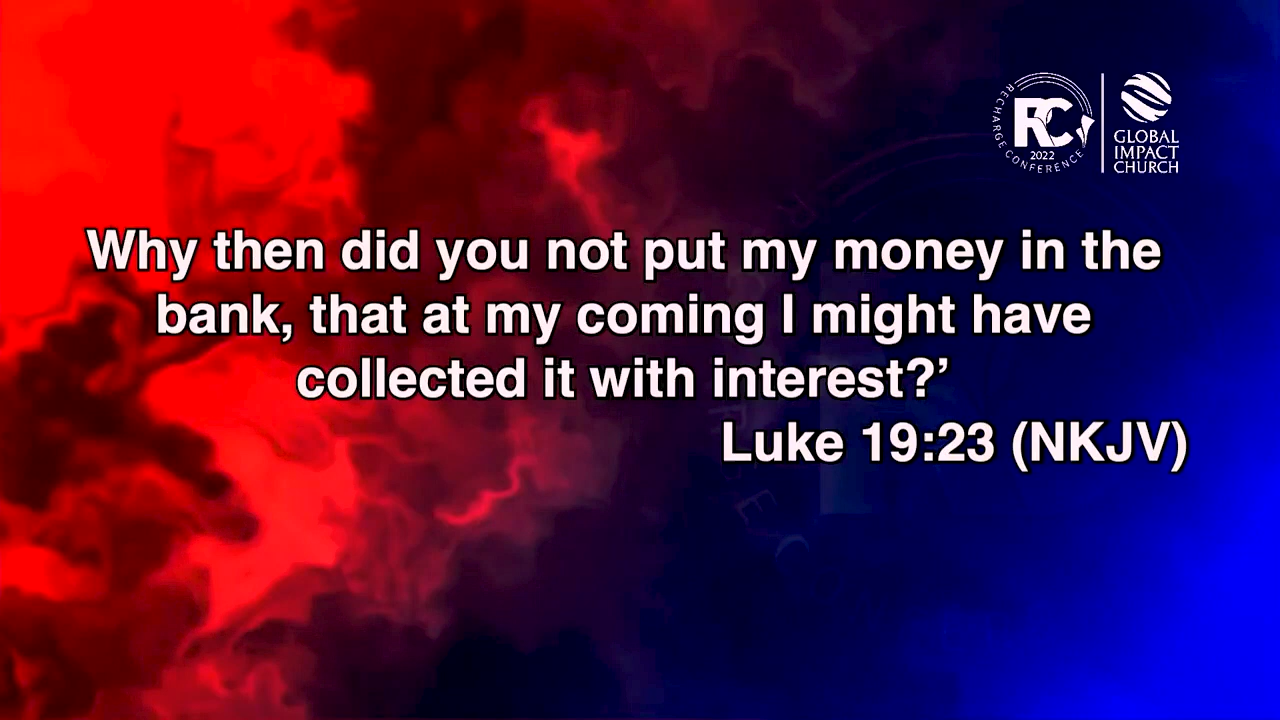 RECHARGE CONFERENCE
RC
2022
GLOBAL
IMPACT
CHURCH
Why then did you not put my money in the
bank, that at my coming I might have
collected it with interest?’
Luke 19:23 (NKJV)